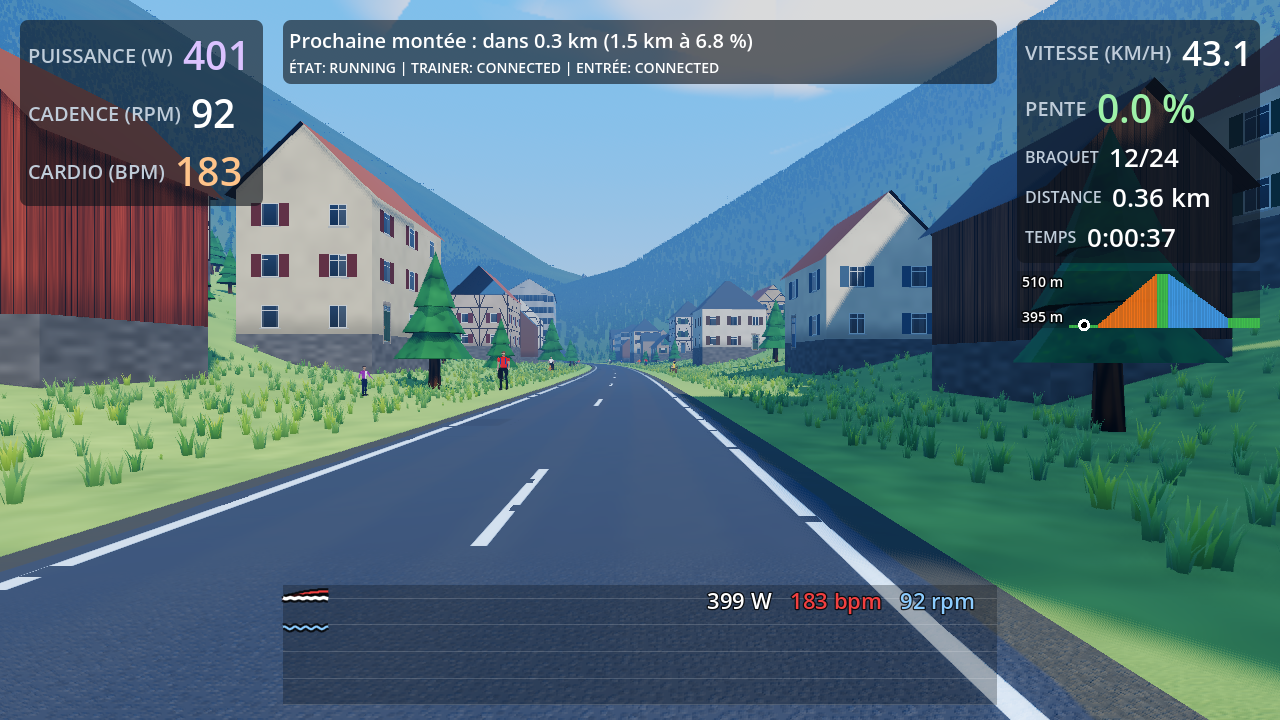 PUISSANCE (W) 401
CADENCE (RPM) 92
CARDIO (BPM) 183
Prochaine montée : dans 0.3 km (1.5 km à 6.8 %)
ÉTAT: RUNNING | TRAINER: CONNECTED | ENTRÉE: CONNECTED
VITESSE (KM/H) 43.1
PENTE 0.0 %
BRAQUET 12/24
DISTANCE 0.36 km
TEMPS 0:00:37
510 m
395 m
399 W 183 bpm 92 rpm